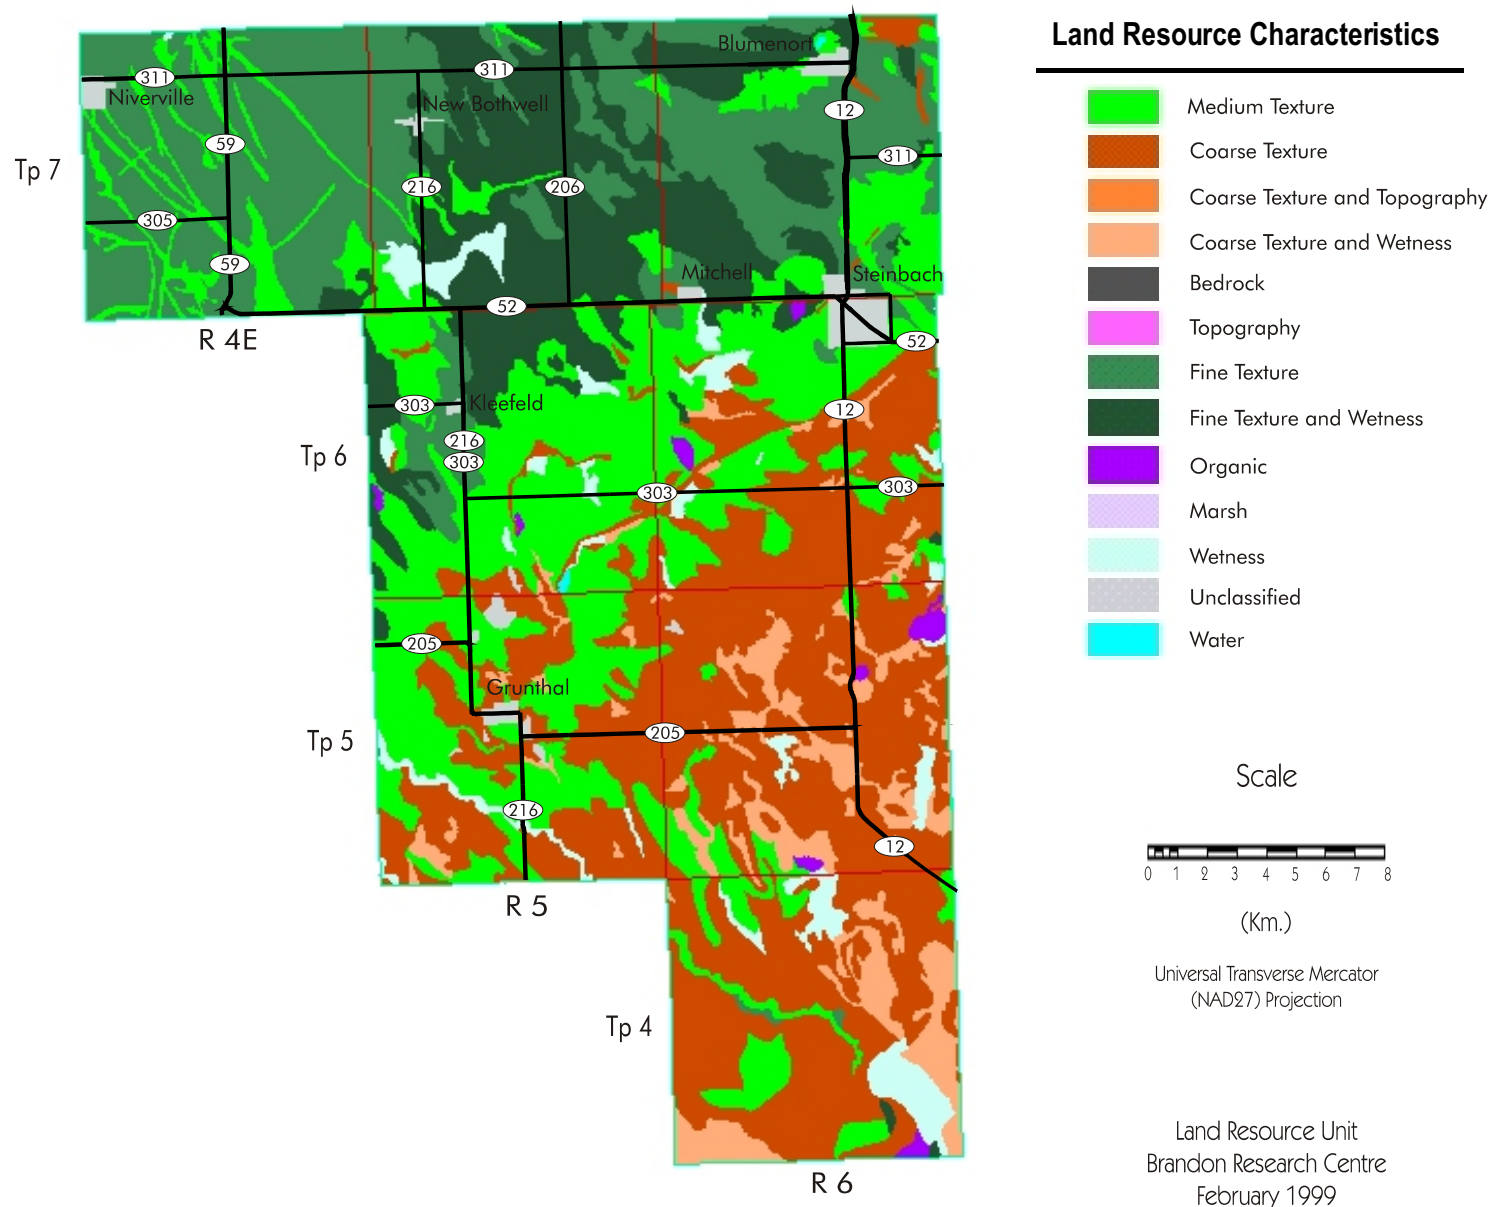 Land Resource Characteristics
Medium Texture
Coarse Texture
Coarse Texture and Topography
Coarse Texture and Wetness
Bedrock
Topography
Fine Texture
Fine Texture and Wetness
Organic
Marsh
Wetness
Unclassified
Water
Scale
0 1 2 3 4 5 6 7 8
(Km.)
Universal Transverse Mercator
(NAD27) Projection
Land Resource Unit
Brandon Research Centre
February 1999
Blumenort
311
311
Niverville
New Bothwell
12
59
311
Tp 7
216
206
305
59
Mitchell
Steinbach
52
R 4E
52
303
Kleefeld
12
216
Tp 6
303
303
303
205
Grunthal
205
Tp 5
216
12
R 5
Tp 4
R 6